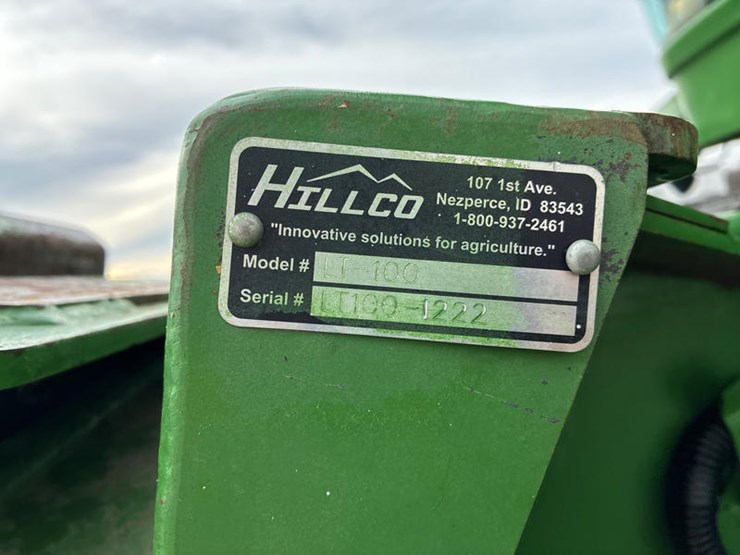 HILLCO
107 1st Ave.
Nezperce, ID 83543
1-800-937-2461
"Innovative solutions for agriculture."
Model # LT-100
Serial # LT100-1222